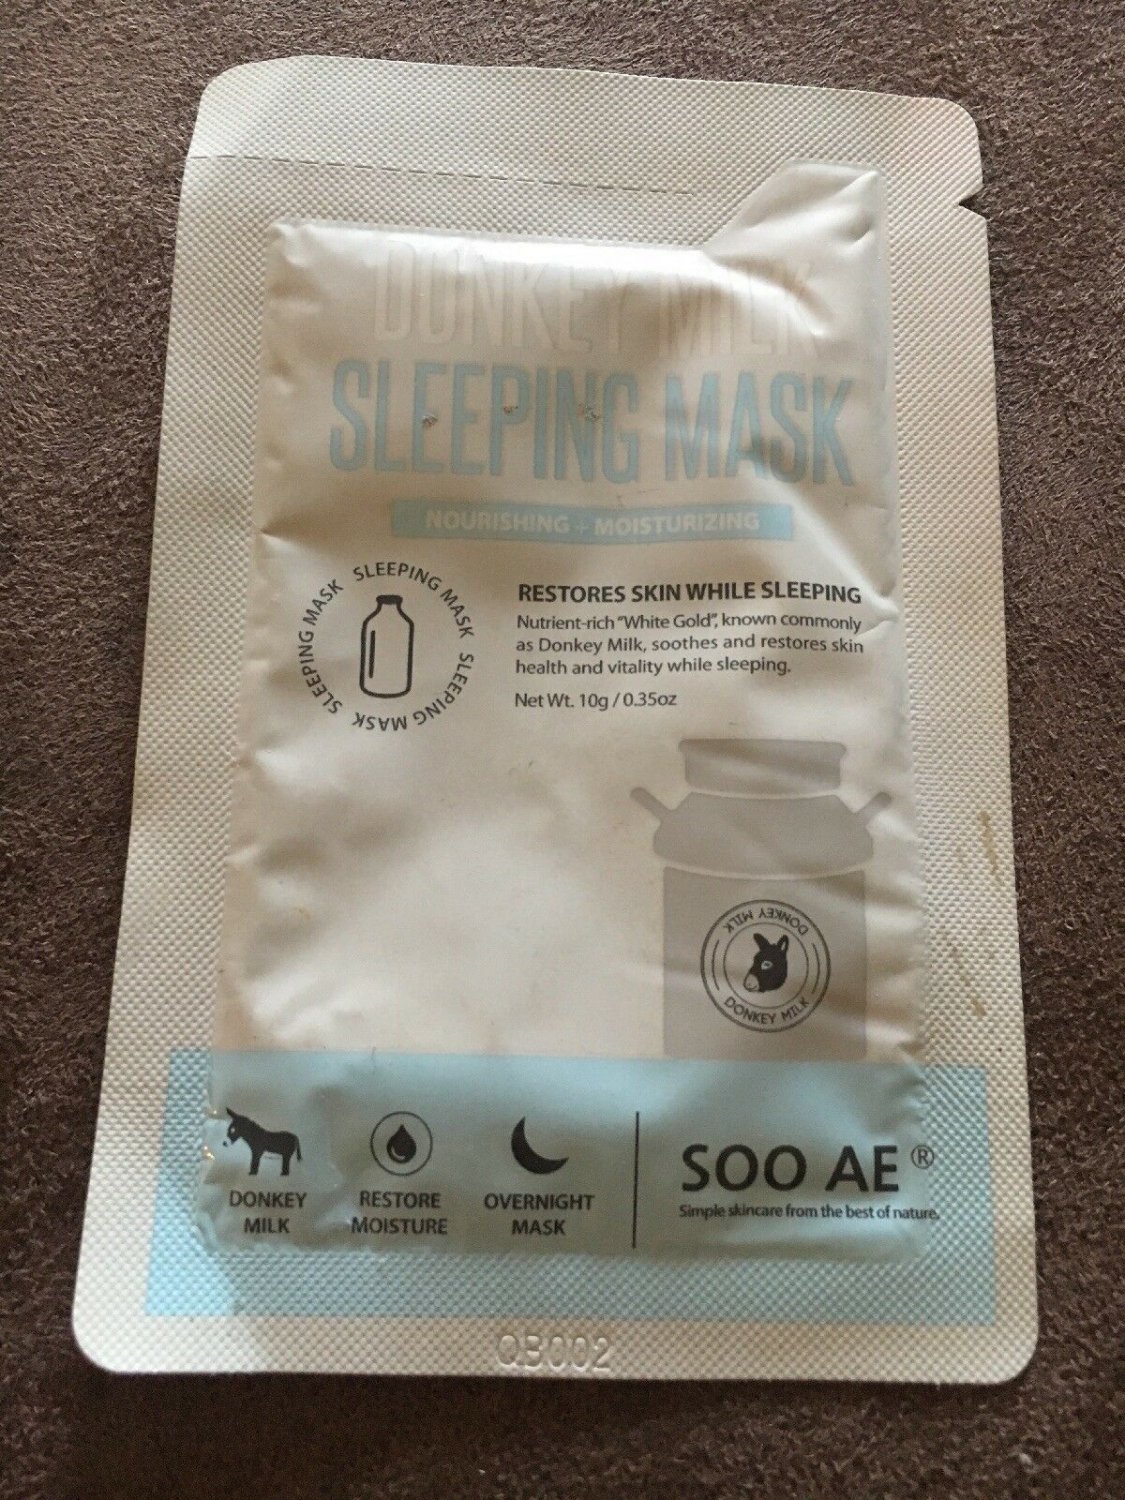 DONKEY MILK
SLEEPING MASK
NOURISHING + MOISTURIZING
SLEEPING MASK SLEEPING MASK SLEEPING MASK
RESTORES SKIN WHILE SLEEPING
Nutrient-rich "White Gold", known commonly
as Donkey Milk, soothes and restores skin
health and vitality while sleeping.
Net Wt. 10g / 0.35oz
DONKEY MILK
DONKEY MILK
DONKEY
MILK
RESTORE
MOISTURE
OVERNIGHT
MASK
SOO AE®
Simple skincare from the best of nature.
QB002